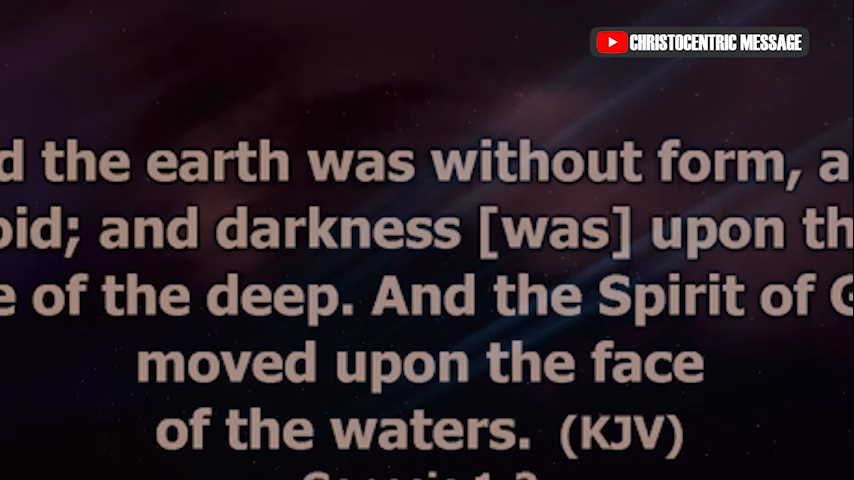 CHRISTOCENTRIC MESSAGE
d the earth was without form, a
oid; and darkness [was] upon th
e of the deep. And the Spirit of G
moved upon the face
of the waters. (KJV)